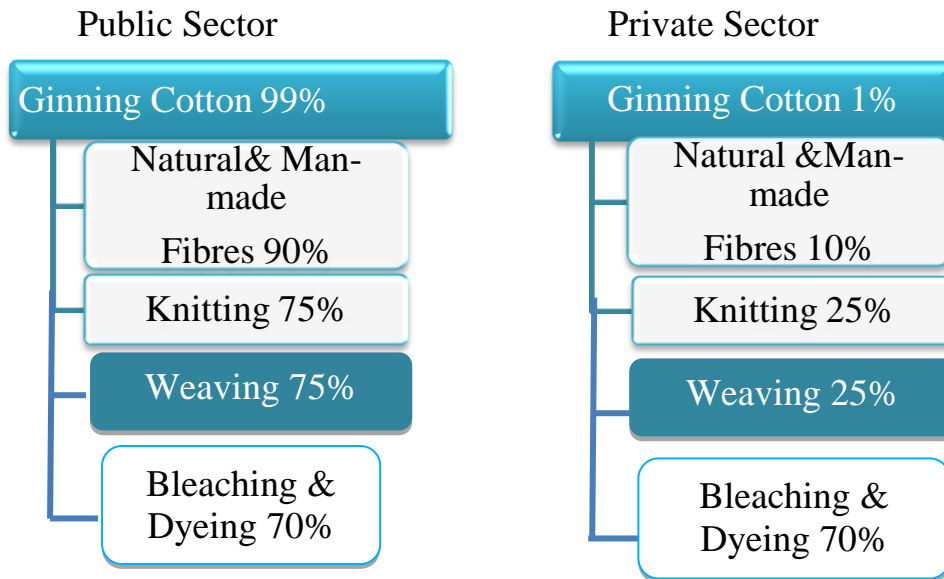 Public Sector
Ginning Cotton 99%
Natural& Man-
made
Fibres 90%
Knitting 75%
Weaving 75%
Bleaching &
Dyeing 70%
Private Sector
Ginning Cotton 1%
Natural &Man-
made
Fibres 10%
Knitting 25%
Weaving 25%
Bleaching &
Dyeing 70%